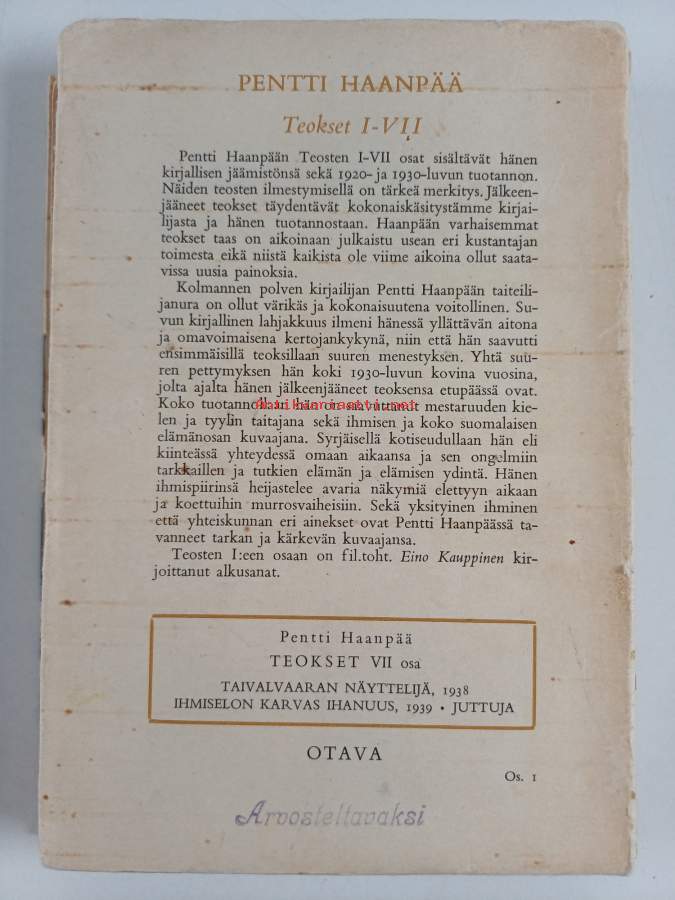 PENTTI HAANPÄÄ
Teokset I-VII
Pentti Haanpään Teosten I-VII osat sisältävät hänen
kirjallisen jäämistönsä sekä 1920- ja 1930-luvun tuotannon.
Näiden teosten ilmestymisellä on tärkeä merkitys. Jälkeen-
jääneet teokset täydentävät kokonaiskäsitystämme kirjai-
lijasta ja hänen tuotannostaan. Haanpään varhaisemmat
teokset taas on aikoinaan julkaistu usean eri kustantajan
toimesta eikä niistä kaikista ole viime aikoina ollut saata-
vissa uusia painoksia.
Kolmannen polven kirjailijan Pentti Haanpään taiteili-
janura on ollut värikäs ja kokonaisuutena voitollinen. Su-
vun kirjallinen lahjakkuus ilmeni hänessä yllättävän aitona
ja omavoimaisena kertojankykynä, niin että hän saavutti
ensimmäisillä teoksillaan suuren menestyksen. Yhtä suu-
ren pettymyksen hän koki 1930-luvun kovina vuosina,
jolta ajalta hänen jälkeenjääneet teoksensa etupäässä ovat.
Koko tuotannollaan hän on saavuttanut mestaruuden kie-
len ja tyylin taitajana sekä ihmisen ja koko suomalaisen
elämänosan kuvaajana. Syrjäisellä kotiseudullaan hän eli
kiinteässä yhteydessä omaan aikaansa ja sen ongelmiin
tarkkaillen ja tutkien elämän ja elämisen ydintä. Hänen
ihmispiirinsä heijastelee avaria näkymiä elettyyn aikaan
ja koettuihin murrosvaiheisiin. Sekä yksityinen ihminen
että yhteiskunnan eri ainekset ovat Pentti Haanpäässä ta-
vanneet tarkan ja kärkevän kuvaajansa.
Teosten I:een osaan on fil.toht. Eino Kauppinen kir-
joittanut alkusanat.
Pentti Haanpää
TEOKSET VII osa
TAIVALVAARAN NÄYTTELIJÄ, 1938
IHMISELON KARVAS IHANUUS, 1939 • JUTTUJA
OTAVA
Os. 1
Arvosteltavaksi